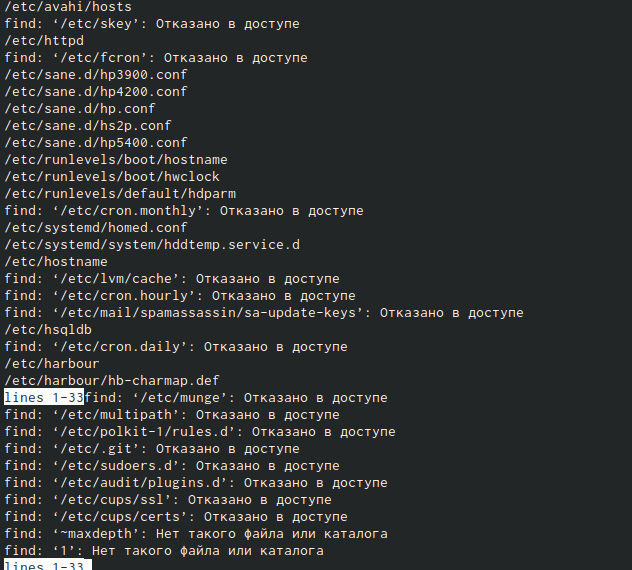 /etc/avahi/hosts
find: ‘/etc/skey’: Отказано в доступе
/etc/httpd
find: ‘/etc/fcron’: Отказано в доступе
/etc/sane.d/hp3900.conf
/etc/sane.d/hp4200.conf
/etc/sane.d/hp.conf
/etc/sane.d/hs2p.conf
/etc/sane.d/hp5400.conf
/etc/runlevels/boot/hostname
/etc/runlevels/boot/hwclock
/etc/runlevels/default/hdparm
find: ‘/etc/cron.monthly’: Отказано в доступе
/etc/systemd/homed.conf
/etc/systemd/system/hddtemp.service.d
/etc/hostname
find: ‘/etc/lvm/cache’: Отказано в доступе
find: ‘/etc/cron.hourly’: Отказано в доступе
find: ‘/etc/mail/spamassassin/sa-update-keys’: Отказано в доступе
/etc/hsqldb
find: ‘/etc/cron.daily’: Отказано в доступе
/etc/harbour
/etc/harbour/hb-charmap.def
lines 1-33find: ‘/etc/munge’: Отказано в доступе
find: ‘/etc/multipath’: Отказано в доступе
find: ‘/etc/polkit-1/rules.d’: Отказано в доступе
find: ‘/etc/.git’: Отказано в доступе
find: ‘/etc/sudoers.d’: Отказано в доступе
find: ‘/etc/audit/plugins.d’: Отказано в доступе
find: ‘/etc/cups/ssl’: Отказано в доступе
find: ‘/etc/cups/certs’: Отказано в доступе
find: ‘~maxdepth’: Нет такого файла или каталога
find: ‘1’: Нет такого файла или каталога
lines 1-33